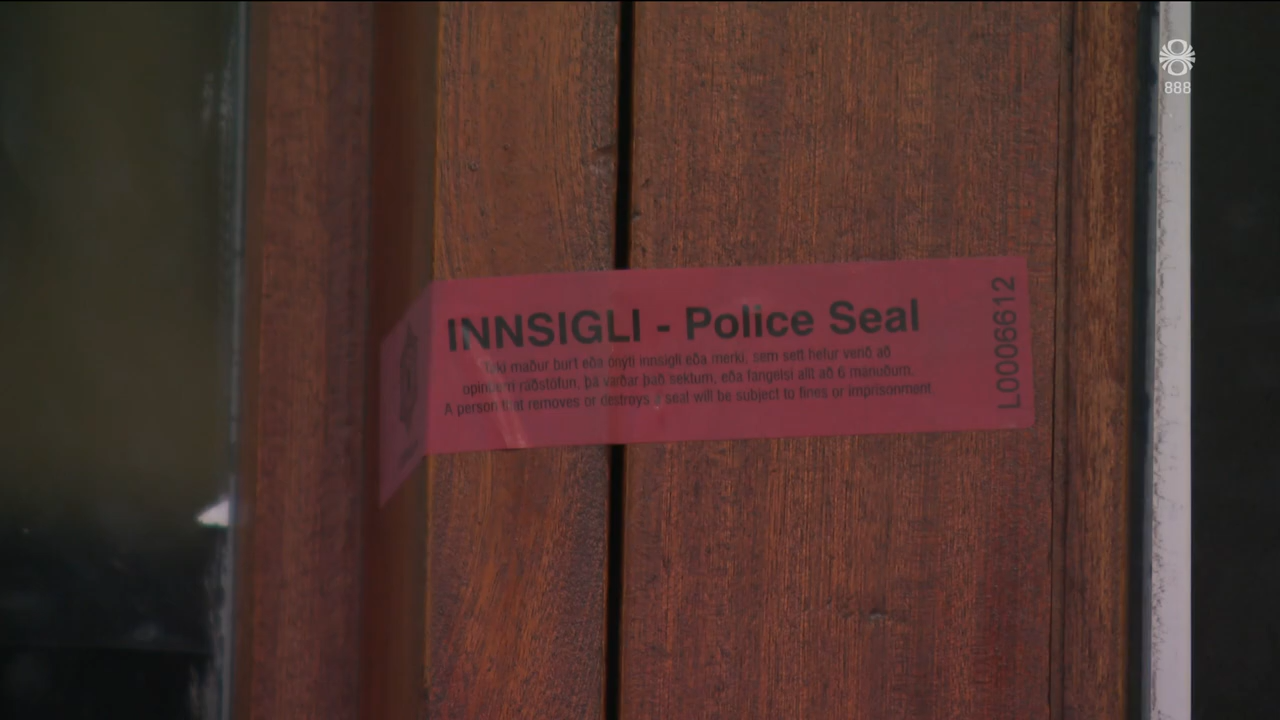 888
INNSIGLI - Police Seal
Taki maður burt eða ónýti innsigli eða merki, sem sett hefur verið að
opinberri ráðstöfun, þá varðar það sektum, eða fangelsi allt að 6 mánuðum.
A person that removes or destroys a seal will be subject to fines or imprisonment.
L0006612